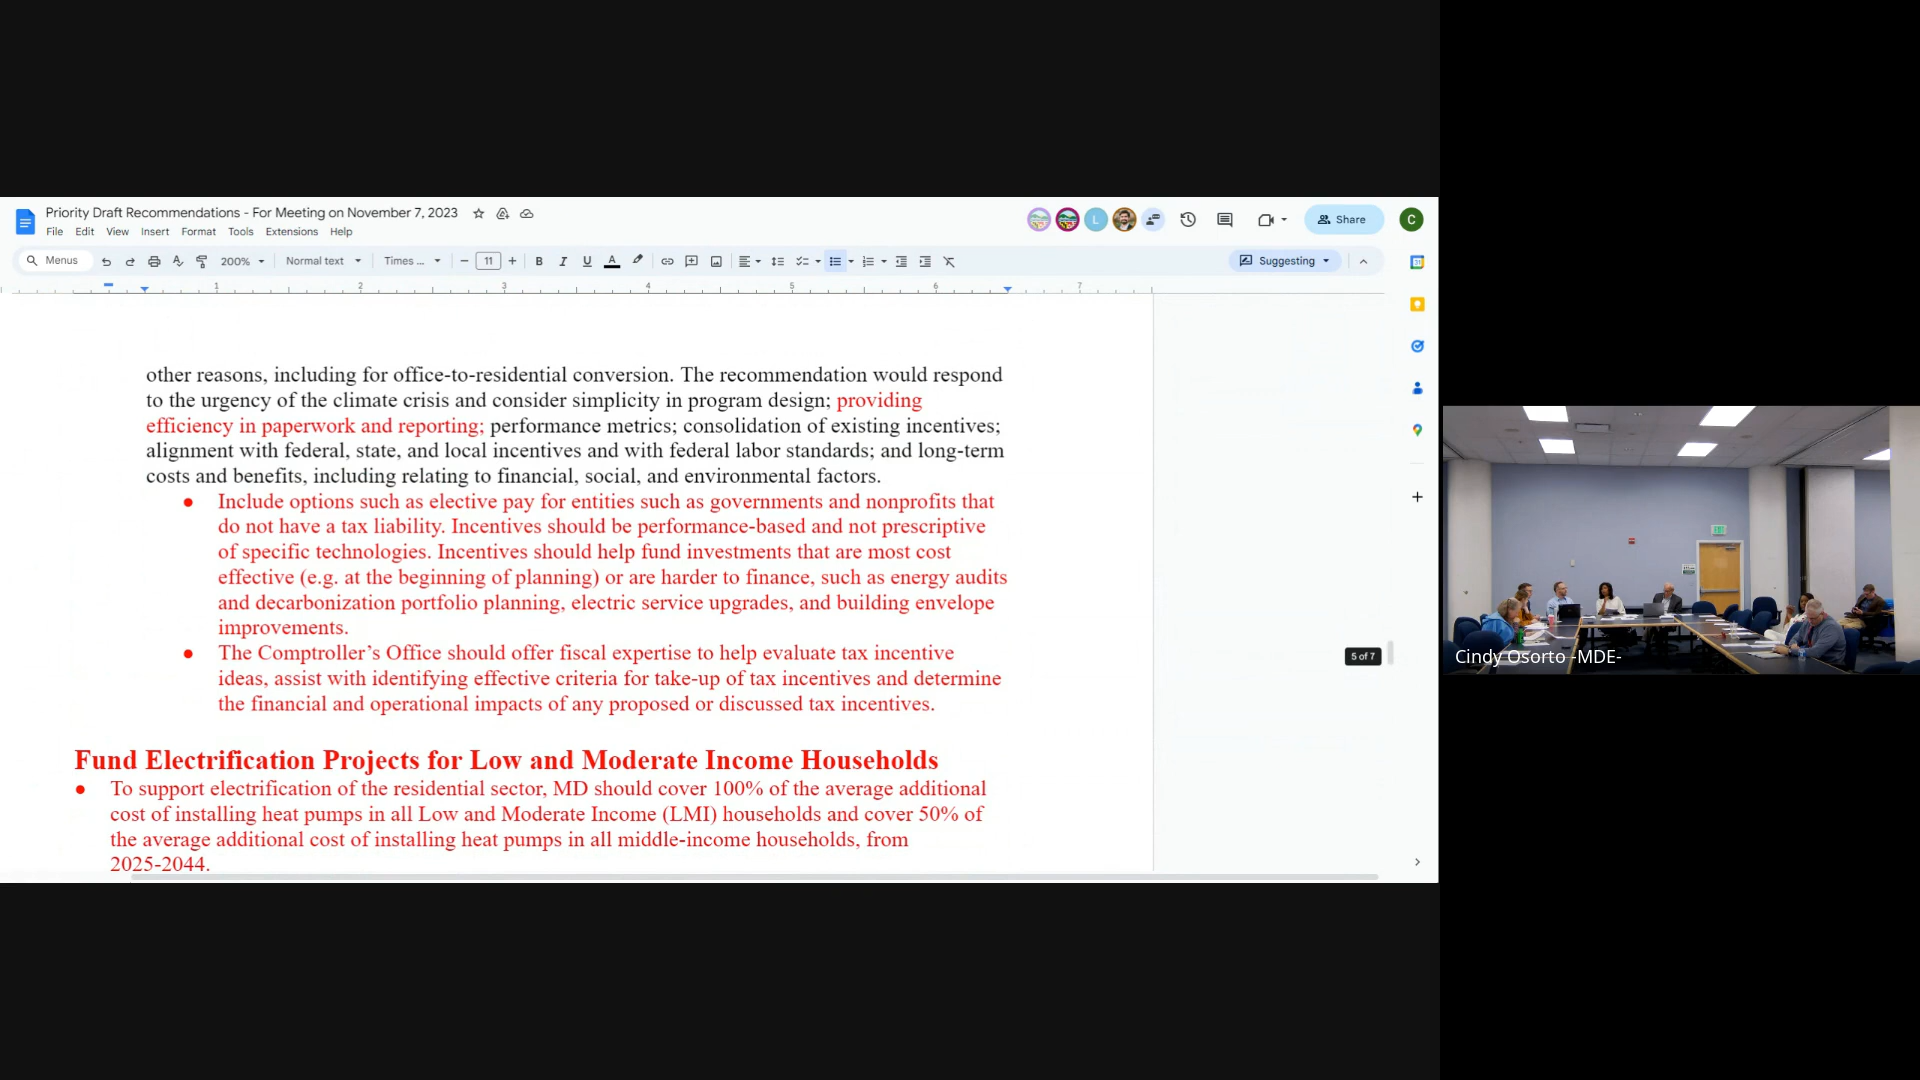 Priority Draft Recommendations - For Meeting on November 7, 2023
File Edit View Insert Format Tools Extensions Help
Share
C
L
Menus
200%
Normal text
Times ...
11
B
I
U
A
Suggesting
1 2 3 4 5 6 7
other reasons, including for office-to-residential conversion. The recommendation would respond
to the urgency of the climate crisis and consider simplicity in program design; providing
efficiency in paperwork and reporting; performance metrics; consolidation of existing incentives;
alignment with federal, state, and local incentives and with federal labor standards; and long-term
costs and benefits, including relating to financial, social, and environmental factors.
● Include options such as elective pay for entities such as governments and nonprofits that
do not have a tax liability. Incentives should be performance-based and not prescriptive
of specific technologies. Incentives should help fund investments that are most cost
effective (e.g. at the beginning of planning) or are harder to finance, such as energy audits
and decarbonization portfolio planning, electric service upgrades, and building envelope
improvements.
● The Comptroller’s Office should offer fiscal expertise to help evaluate tax incentive
ideas, assist with identifying effective criteria for take-up of tax incentives and determine
the financial and operational impacts of any proposed or discussed tax incentives.
5 of 7
Fund Electrification Projects for Low and Moderate Income Households
● To support electrification of the residential sector, MD should cover 100% of the average additional
cost of installing heat pumps in all Low and Moderate Income (LMI) households and cover 50% of
the average additional cost of installing heat pumps in all middle-income households, from
2025-2044.
Cindy Osorto -MDE-